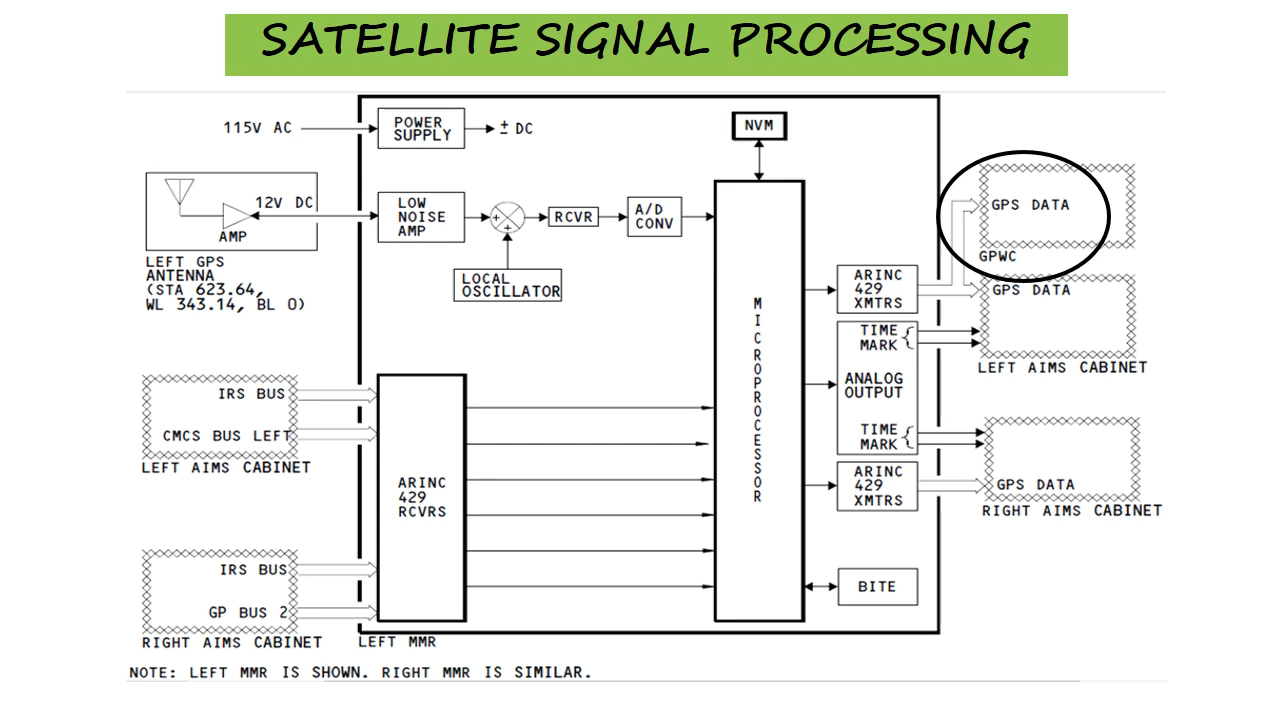 SATELLITE SIGNAL PROCESSING
115V AC
POWER
SUPPLY
± DC
NVM
12V DC
AMP
LOW
NOISE
AMP
+
+
RCVR
A/D
CONV
LOCAL
OSCILLATOR
LEFT GPS
ANTENNA
(STA 623.64,
WL 343.14, BL 0)
GPS DATA
GPWC
ARINC
429
XMTRS
GPS DATA
TIME
MARK {
ANALOG
OUTPUT
TIME
MARK {
LEFT AIMS CABINET
MICROPROCESSOR
IRS BUS
CMCS BUS LEFT
LEFT AIMS CABINET
ARINC
429
RCVRS
ARINC
429
XMTRS
GPS DATA
RIGHT AIMS CABINET
IRS BUS
GP BUS 2
RIGHT AIMS CABINET
BITE
LEFT MMR
NOTE: LEFT MMR IS SHOWN. RIGHT MMR IS SIMILAR.